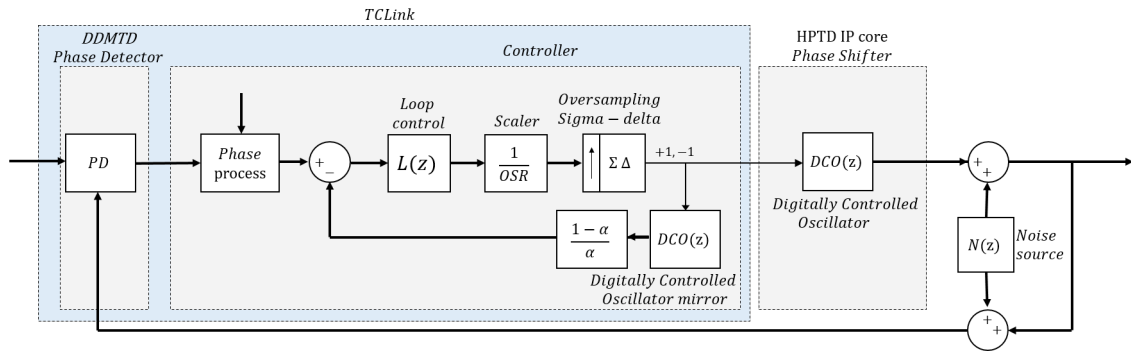 TCLink
DDMTD
Phase Detector
Controller
HPTD IP core
Phase Shifter
Loop
control
Scaler
Oversampling
Sigma − delta
PD
Phase
process
+
−
L(z)
1
OSR
↑
Σ Δ
+1, −1
DCO(z)
+
+
1 − α
α
DCO(z)
Digitally Controlled
Oscillator mirror
Digitally Controlled
Oscillator
N(z)
Noise
source
+
+